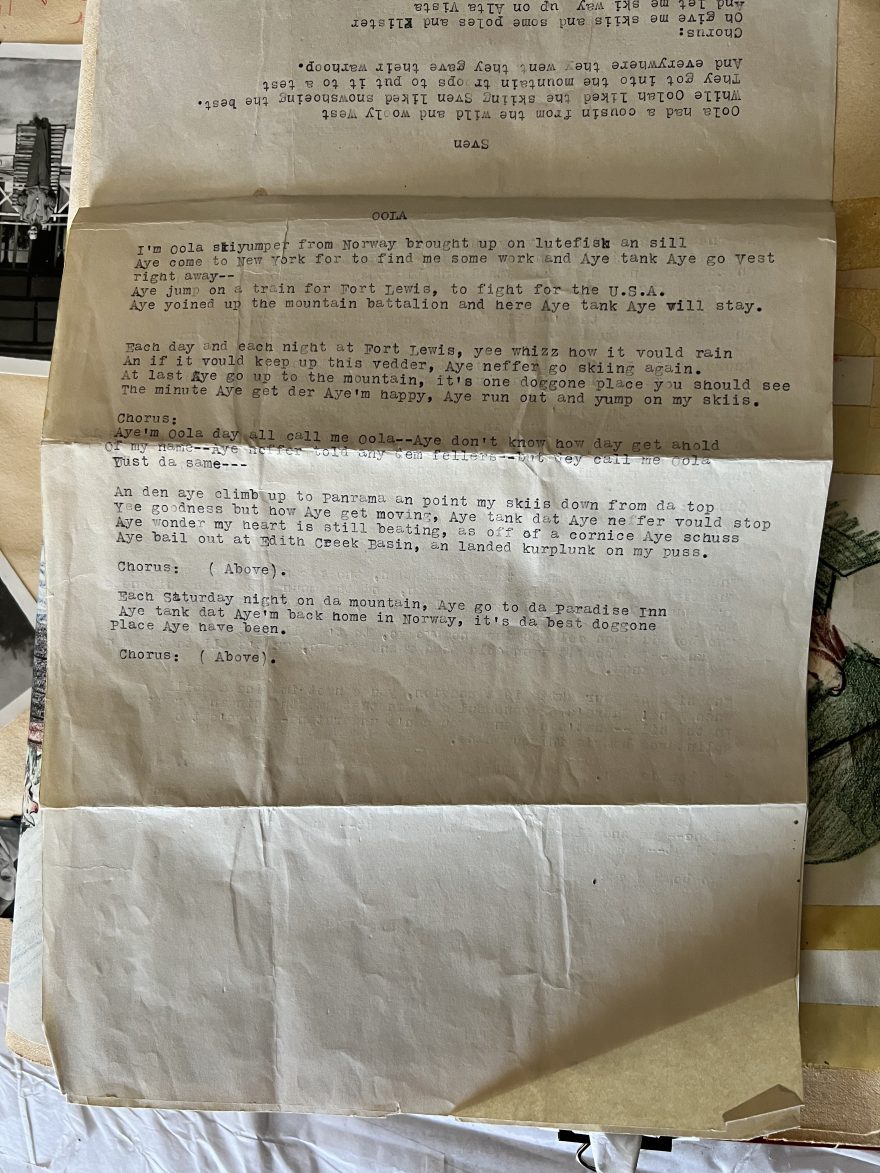 Sven
Oola had a cousin from the wild and wooly west
While Oolah liked the skiing Sven liked snowshoeing the best.
They got into the mountain tr oops to put it to a test
And everywhere they went they gave their warhoop.
Chorus:
Oh give me skiis and some poles and Klister
And let me ski way up on Alta Vista
OOLA
I'm Oola skiyumper from Norway brought up on lutefisk an sill
Aye come to New York for to find me some work and Aye tank Aye go Vest
right away--
Aye jump on a train for Fort Lewis, to fight for the U.S.A.
Aye yoined up the mountain battalion and here Aye tank Aye will stay.
Each day and each night at Fort Lewis, yee whizz how it vould rain
An if it vould keep up this vedder, Aye neffer go skiing again.
At last Aye go up to the mountain, it's one doggone place you should see
The minute Aye get der Aye'm happy, Aye run out and yump on my skiis.
Chorus:
Aye'm Oola day all call me Oola--Aye don't know how day get ahold
Of my name--Aye neffer told any dem fellers--but dey call me Oola
Yust da same---
An den aye climb up to Panrama an point my skiis down from da top
Yee goodness but how Aye get moving, Aye tank dat Aye neffer vould stop
Aye wonder my heart is still beating, as off of a cornice Aye schuss
Aye bail out at Edith Creek Basin, an landed kurplunk on my puss.
Chorus: ( Above).
Each Saturday night on da mountain, Aye go to da Paradise Inn
Aye tank dat Aye'm back home in Norway, it's da best doggone
Place Aye have been.
Chorus: ( Above).